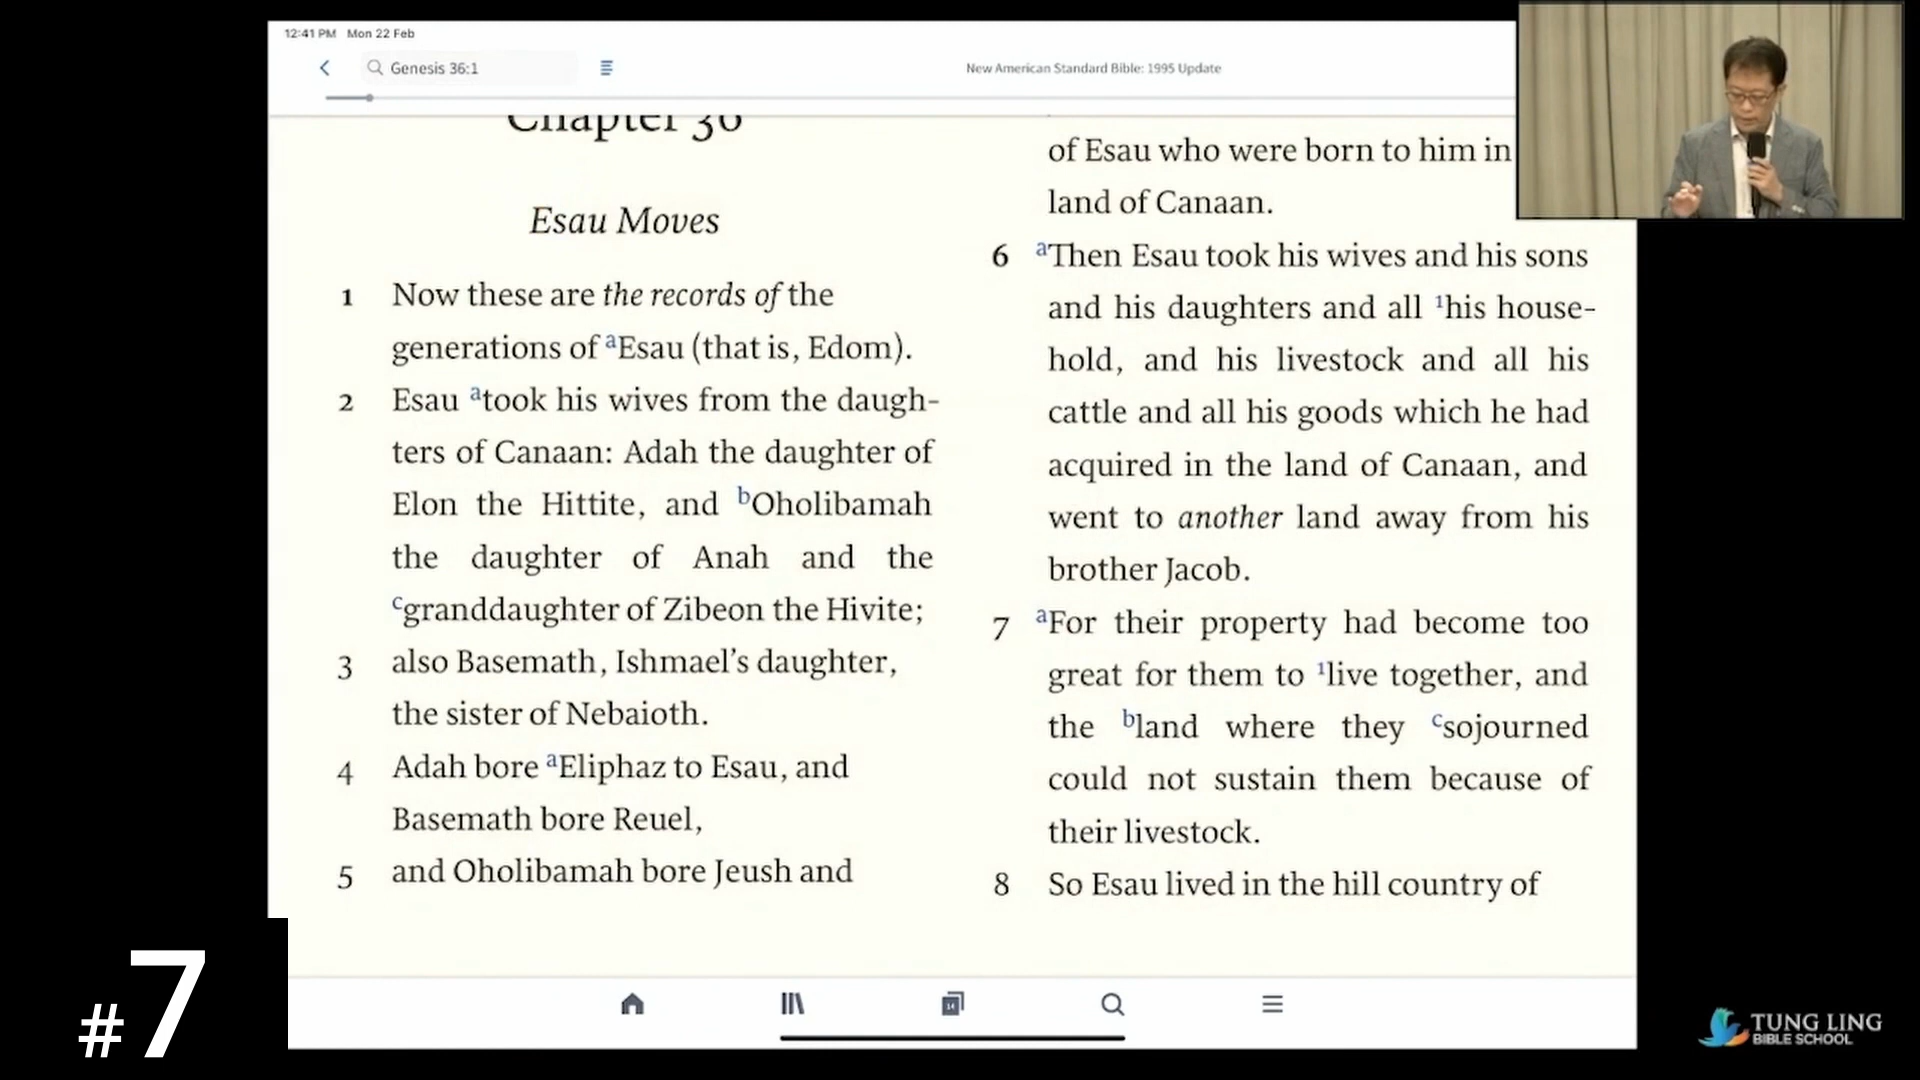 12:41 PM Mon 22 Feb
Genesis 36:1
New American Standard Bible: 1995 Update
Chapter 36
Esau Moves
1 Now these are the records of the
generations of aEsau (that is, Edom).
2 Esau atook his wives from the daugh-
ters of Canaan: Adah the daughter of
Elon the Hittite, and bOholibamah
the daughter of Anah and the
cgranddaughter of Zibeon the Hivite;
3 also Basemath, Ishmael’s daughter,
the sister of Nebaioth.
4 Adah bore aEliphaz to Esau, and
Basemath bore Reuel,
5 and Oholibamah bore Jeush and
of Esau who were born to him in
land of Canaan.
6 aThen Esau took his wives and his sons
and his daughters and all 1his house-
hold, and his livestock and all his
cattle and all his goods which he had
acquired in the land of Canaan, and
went to another land away from his
brother Jacob.
7 aFor their property had become too
great for them to 1live together, and
the bland where they csojourned
could not sustain them because of
their livestock.
8 So Esau lived in the hill country of
14
#7
TUNG LING
BIBLE SCHOOL